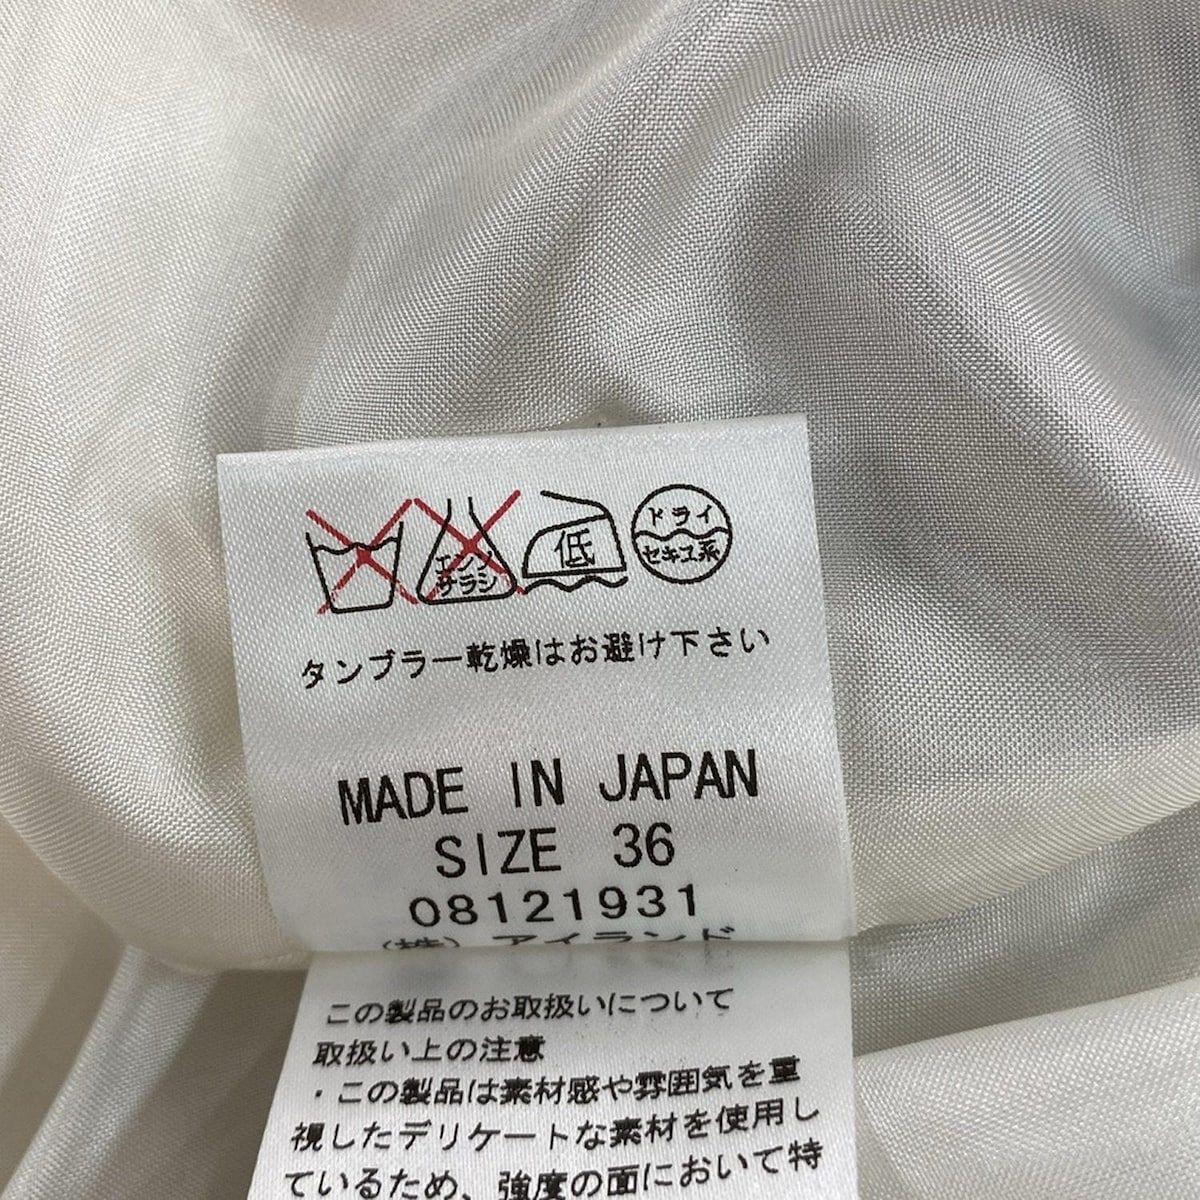 エンソ
サラシ
低
ドライ
セキユ系
タンブラー乾燥はお避け下さい
MADE IN JAPAN
SIZE 36
08121931
(株) アイランド
この製品のお取扱いについて
取扱い上の注意
・この製品は素材感や雰囲気を重
視したデリケートな素材を使用し
ているため、強度の面において特